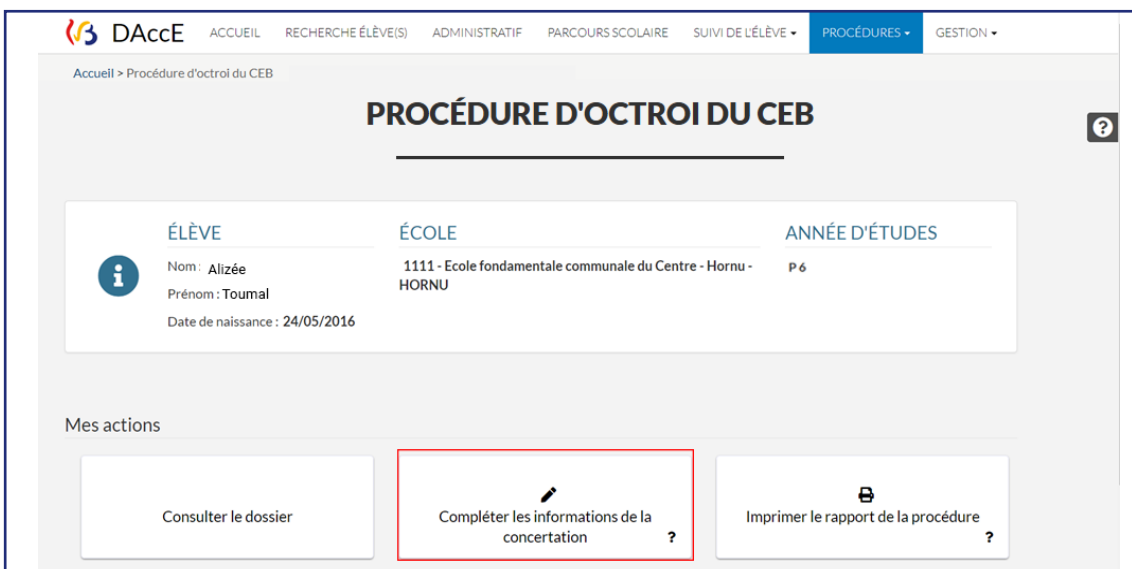 DAccE ACCUEIL RECHERCHE ÉLÈVE(S) ADMINISTRATIF PARCOURS SCOLAIRE SUIVI DE L'ÉLÈVE PROCÉDURES GESTION
Accueil > Procédure d'octroi du CEB
PROCÉDURE D'OCTROI DU CEB
?
ÉLÈVE
Nom : Alizée
Prénom : Toumal
Date de naissance : 24/05/2016
ÉCOLE
1111 - Ecole fondamentale communale du Centre - Hornu -
HORNU
ANNÉE D'ÉTUDES
P 6
Mes actions
Consulter le dossier
Compléter les informations de la
concertation ?
Imprimer le rapport de la procédure
?